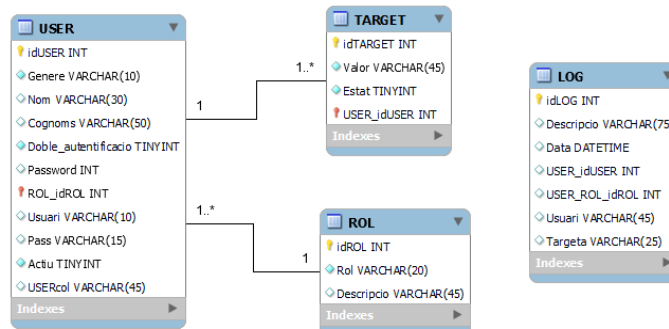 USER
idUSER INT
Genere VARCHAR(10)
Nom VARCHAR(30)
Cognoms VARCHAR(50)
Doble_autentificacio TINYINT
Password INT
ROL_idROL INT
Usuari VARCHAR(10)
Pass VARCHAR(15)
Actiu TINYINT
USERcol VARCHAR(45)
Indexes
1
1..*
1..*
1
TARGET
idTARGET INT
Valor VARCHAR(45)
Estat TINYINT
USER_idUSER INT
Indexes
ROL
idROL INT
Rol VARCHAR(20)
Descripcio VARCHAR(45)
Indexes
LOG
idLOG INT
Descripcio VARCHAR(75
Data DATETIME
USER_idUSER INT
USER_ROL_idROL INT
Usuari VARCHAR(45)
Targeta VARCHAR(25)
Indexes